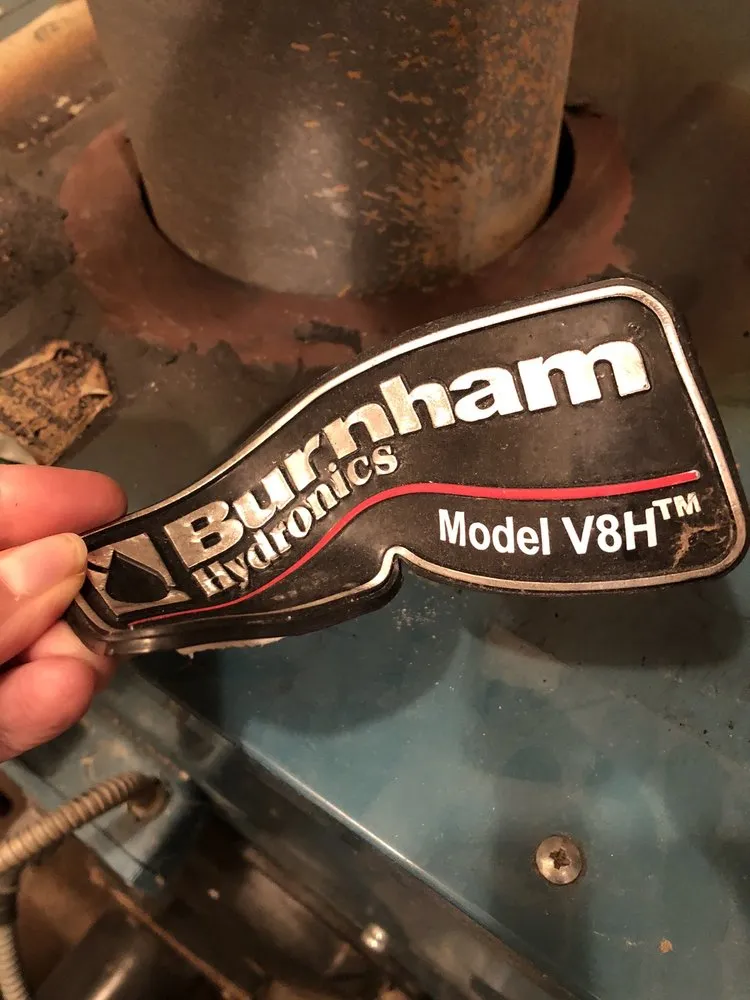 Burnham
Hydronics
Model V8H™